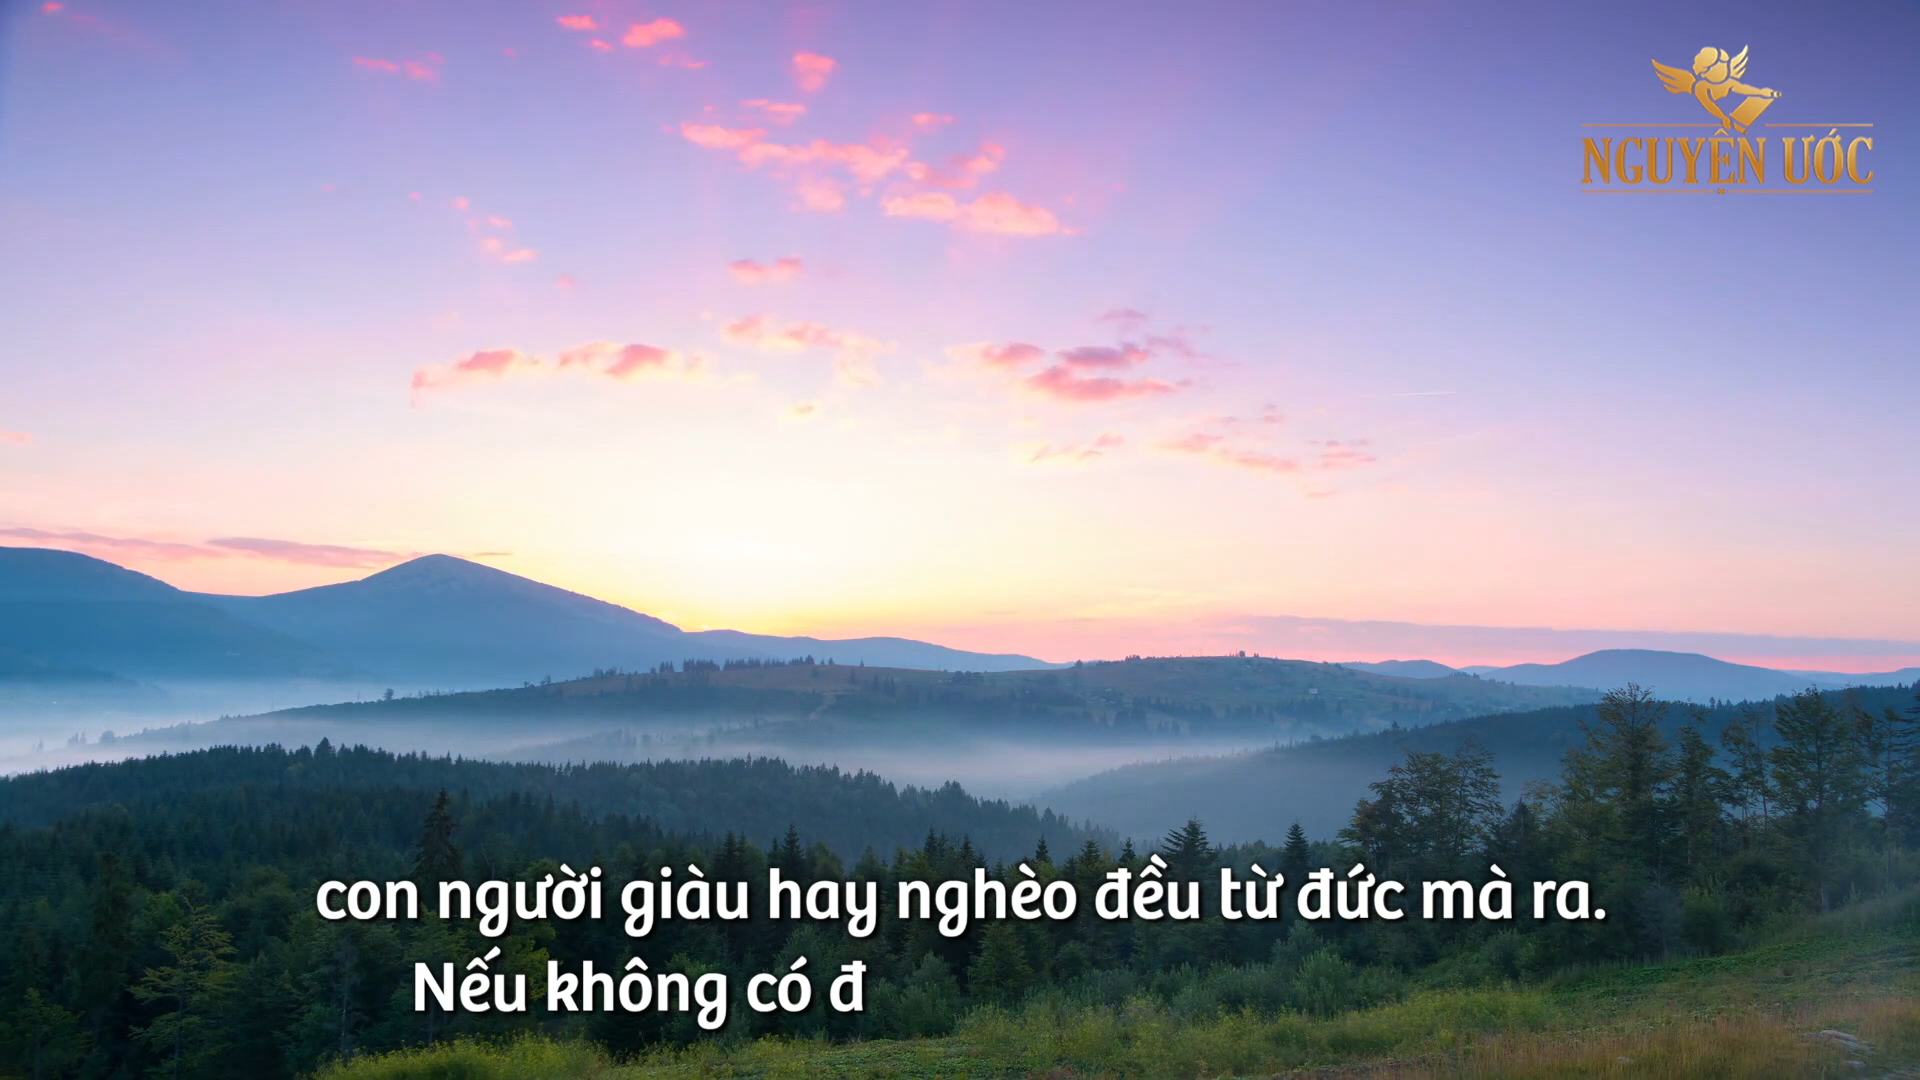 NGUYỆN ƯỚC
con người giàu hay nghèo đều từ đức mà ra.
Nếu không có đ